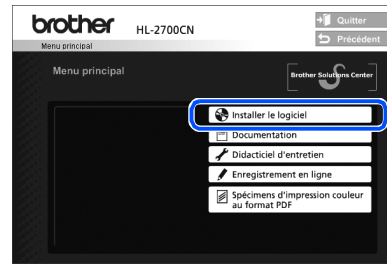 brother
HL-2700CN
Quitter
Précédent
Menu principal
Menu principal
Brother Solutions Center
Installer le logiciel
Documentation
Didacticiel d'entretien
Enregistrement en ligne
Spécimens d'impression couleur
au format PDF